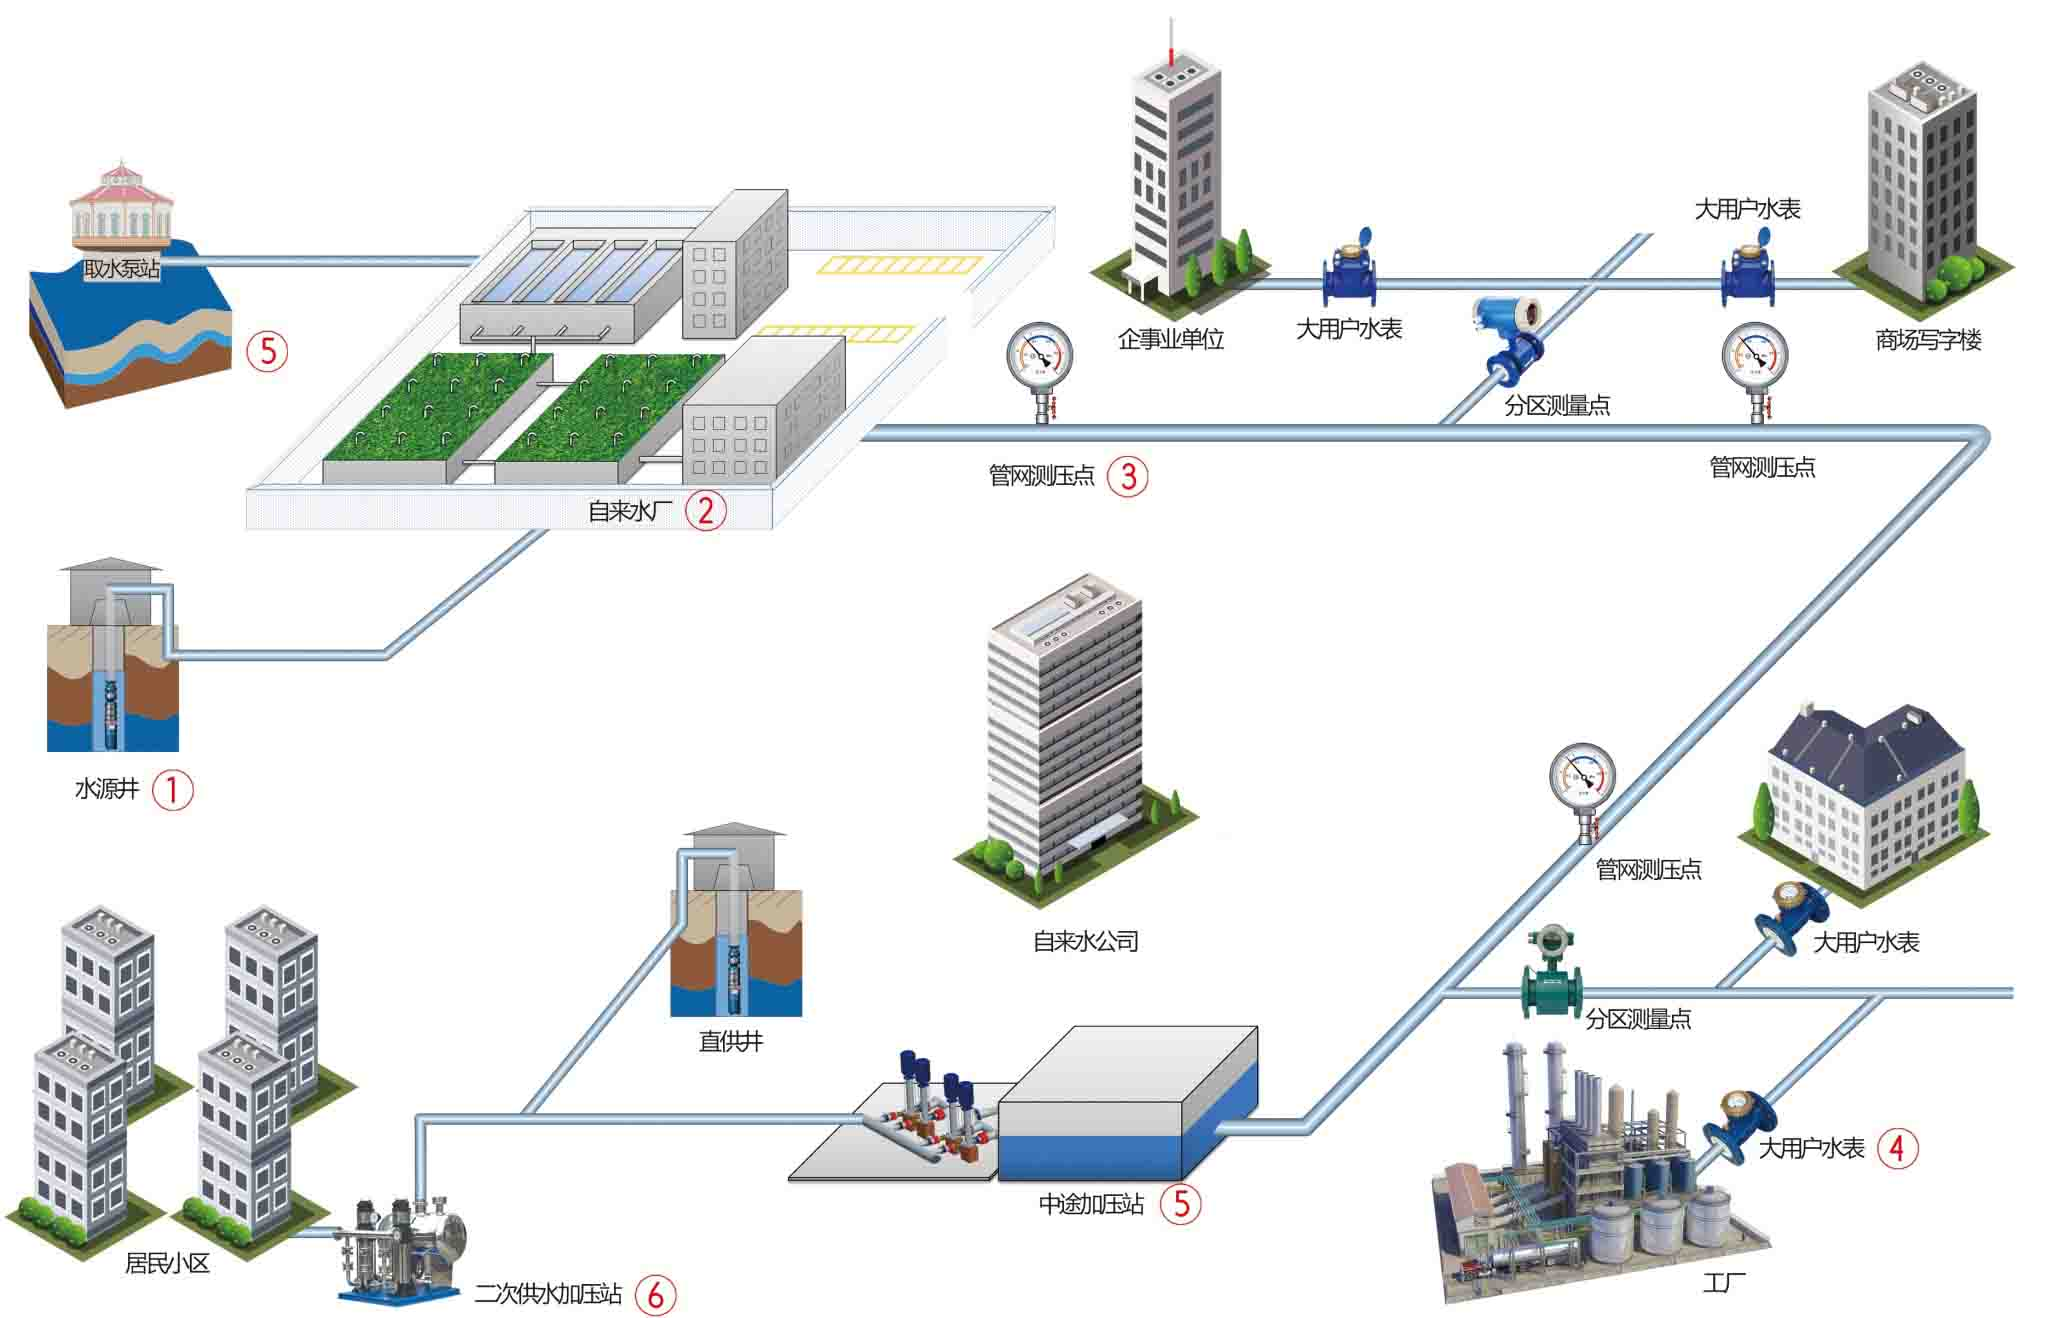 大用户水表
取水泵站
⑤
大用户水表
企事业单位
商场写字楼
分区测量点
管网测压点 ③
管网测压点
自来水厂 ②
水源井 ①
管网测压点
自来水公司
大用户水表
分区测量点
直供井
大用户水表 ④
中途加压站 ⑤
居民小区
二次供水加压站 ⑥
工厂